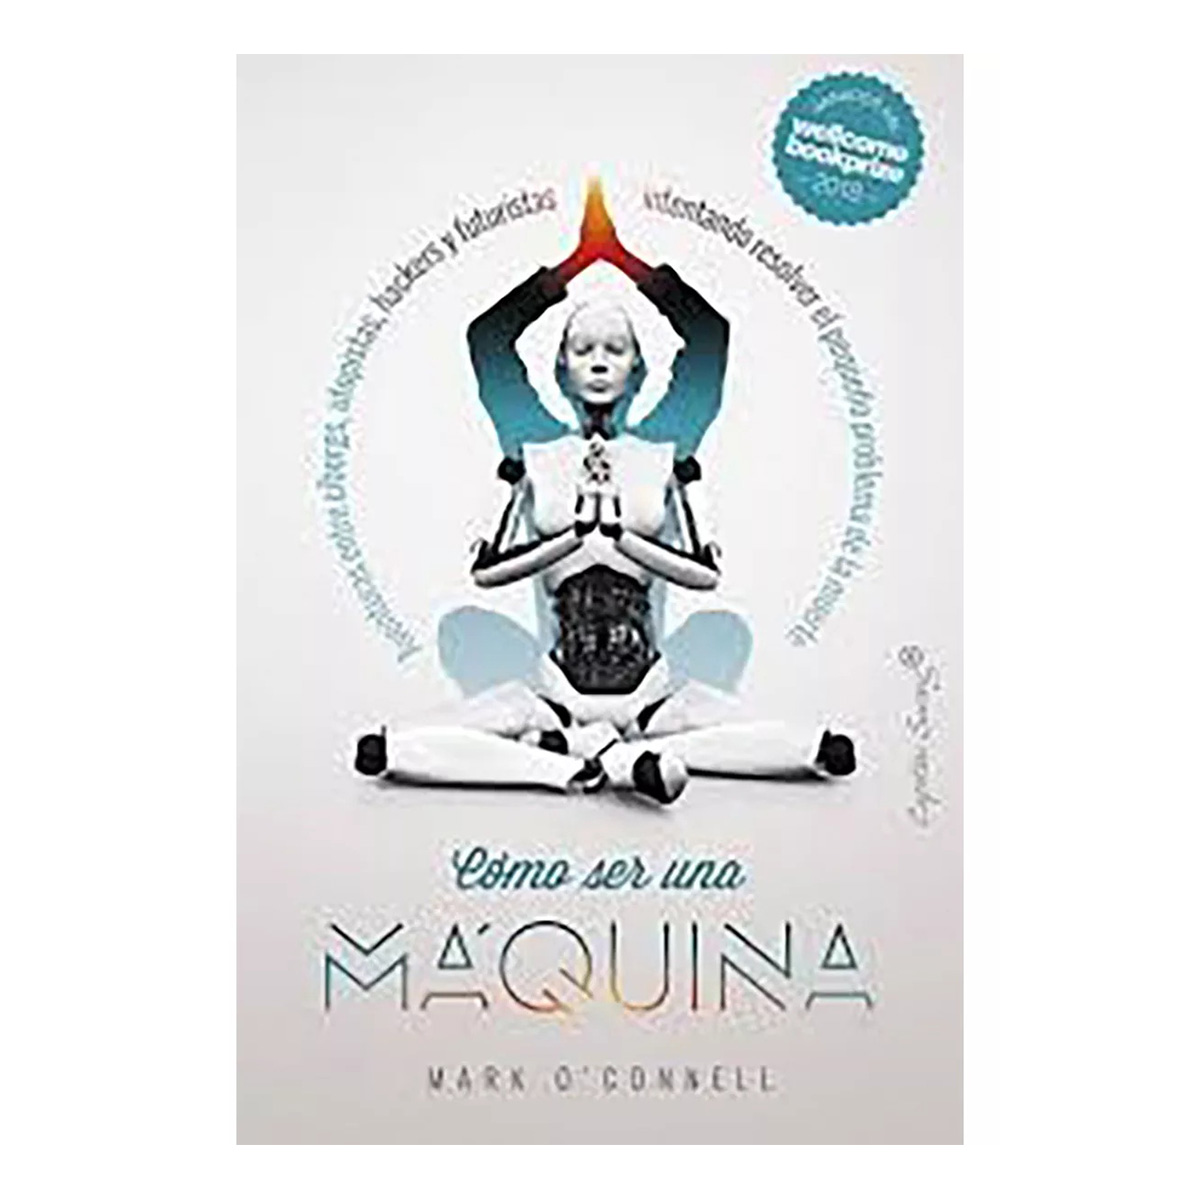 wellcome
bookprize
2018
Aventuras entre cíborgs, utopistas, hackers y futuristas
intentando resolver el pequeño problema de la muerte
Capitán Swing
Cómo ser una
MÁQUINA
MARK O'CONNELL